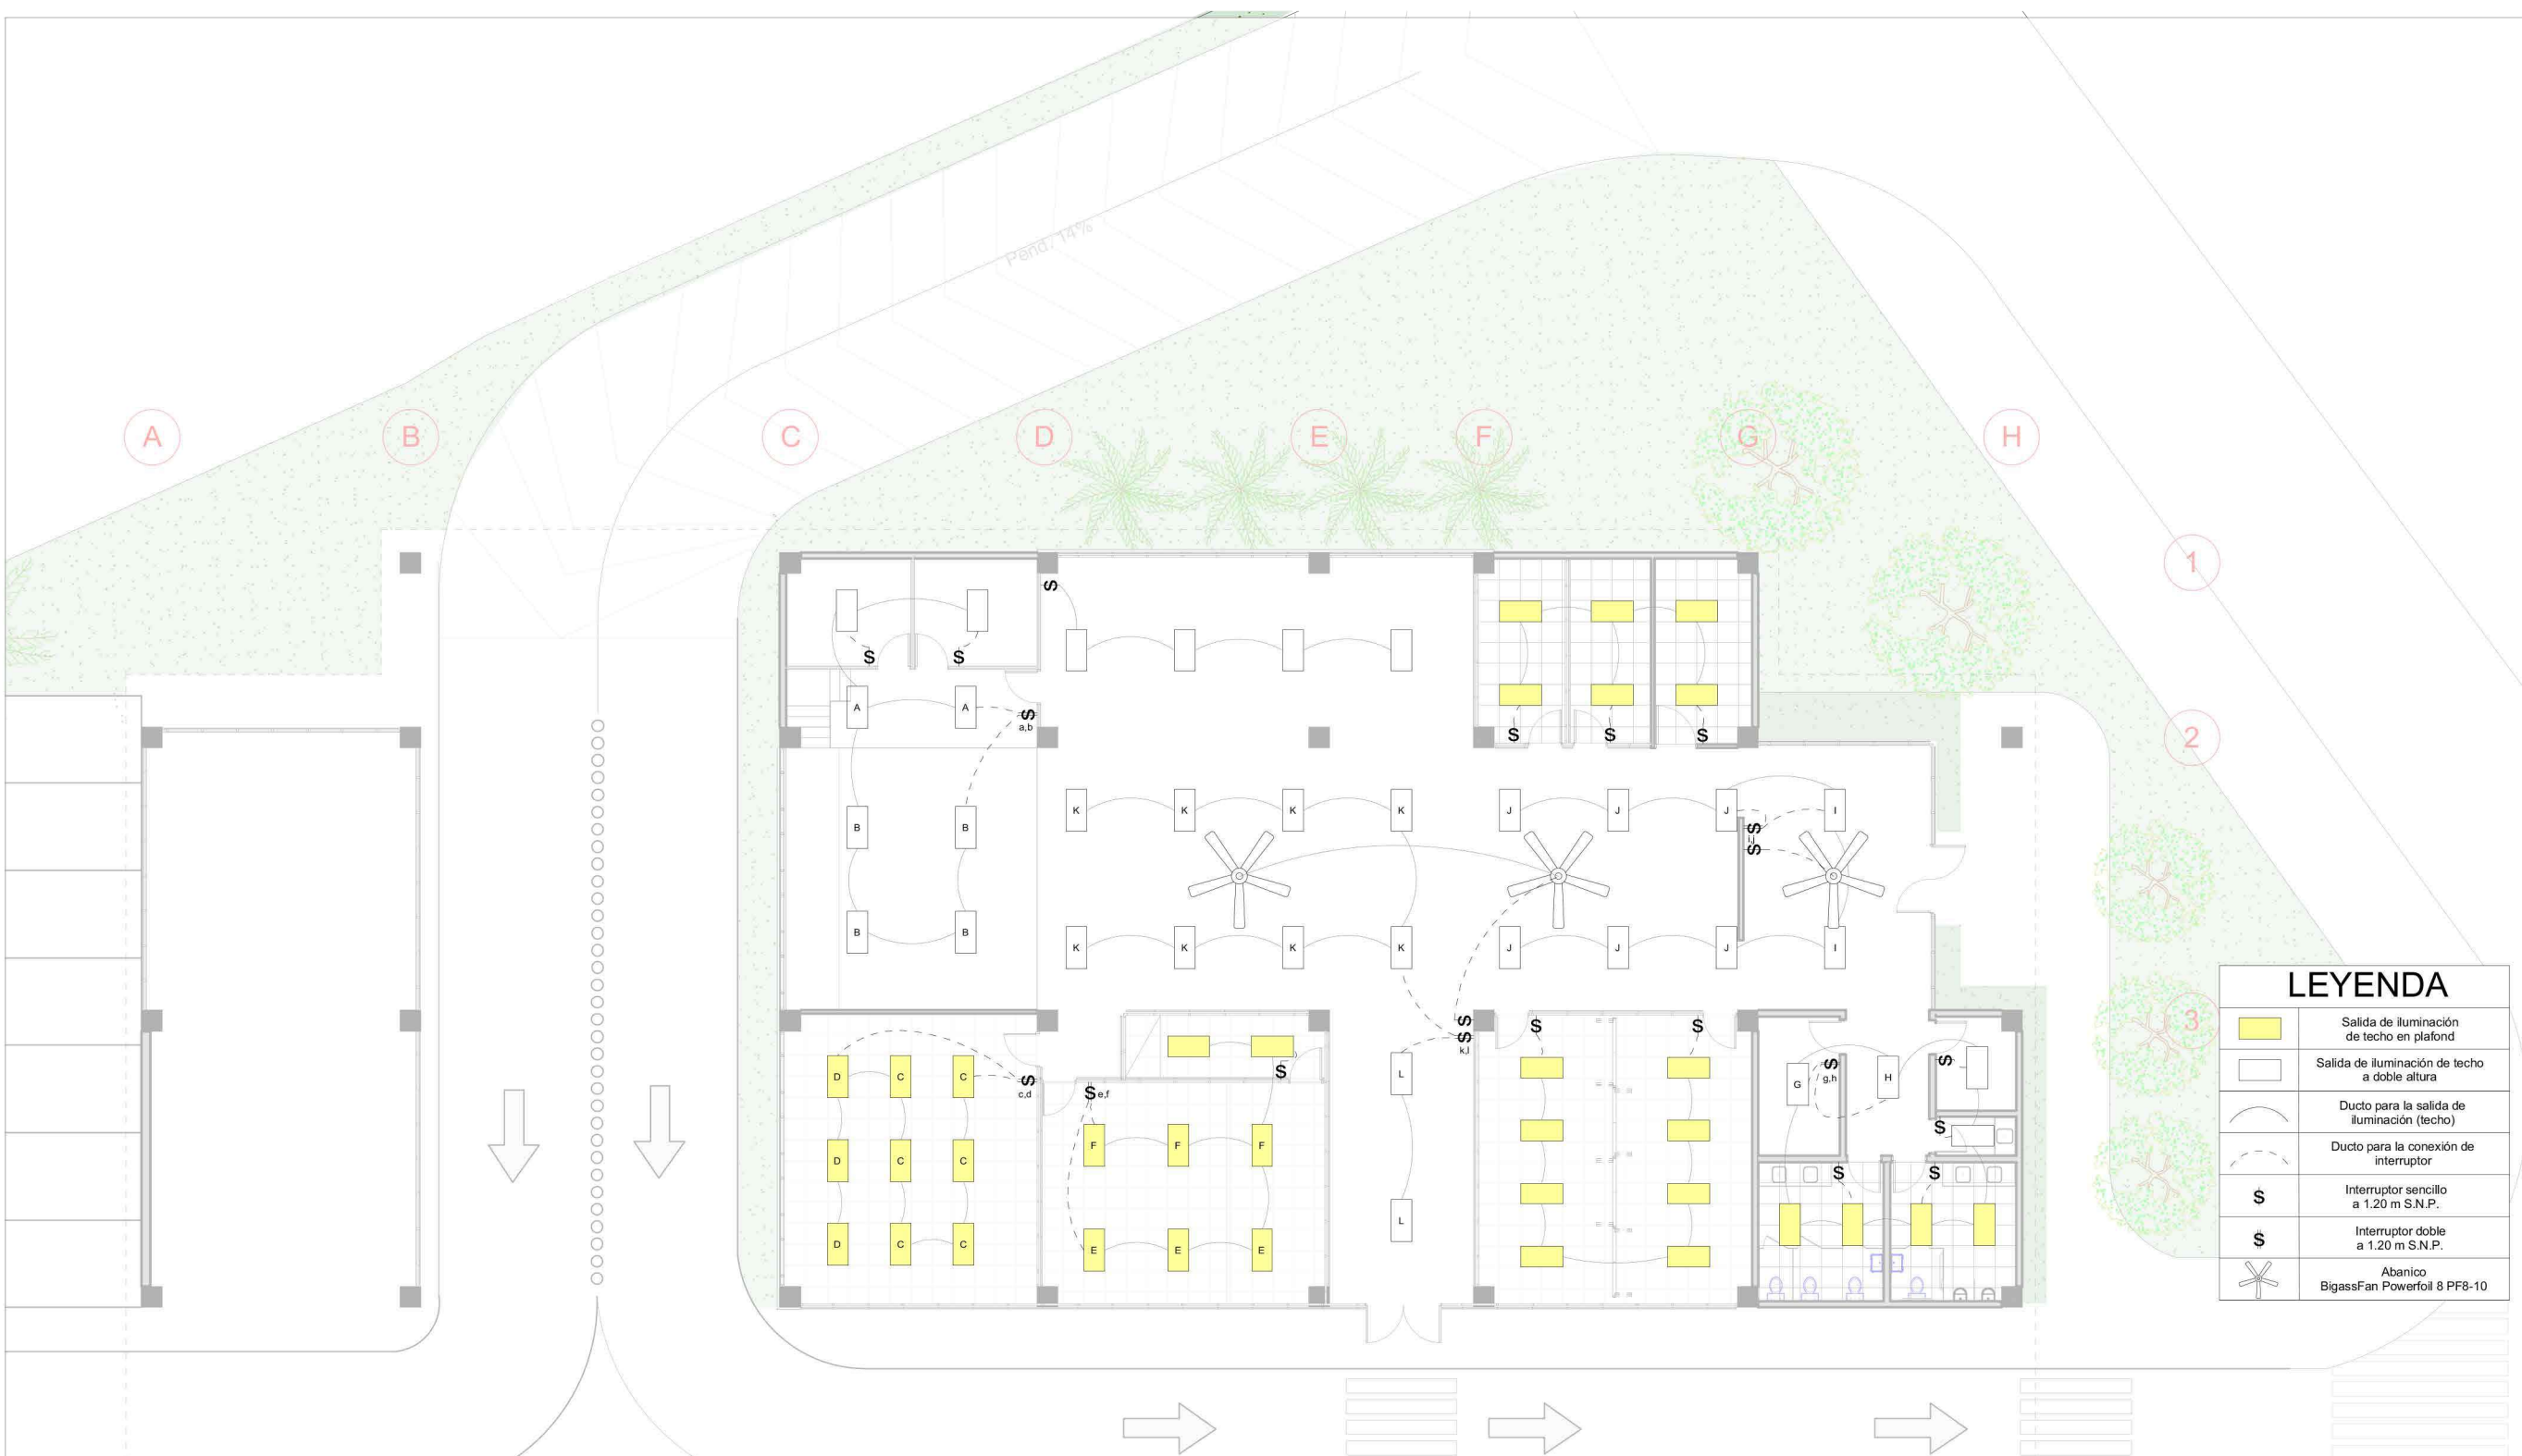 Pend. 14%
A
B
C
D
E
F
G
H
1
2
3
$
$
$
A
A
$
a,b
$
$
$
B
B
K
K
K
K
J
J
J
I
$
$
B
B
K
K
K
K
J
J
J
I
$
$
k,l
$
$
D
C
C
$
c,d
$
$ e,f
L
G
$
g,h
H
$
D
C
C
F
F
F
$
$
$
D
C
C
E
E
E
L
LEYENDA
Salida de iluminación
de techo en plafond
Salida de iluminación de techo
a doble altura
Ducto para la salida de
iluminación (techo)
Ducto para la conexión de
interruptor
$
Interruptor sencillo
a 1.20 m S.N.P.
$
Interruptor doble
a 1.20 m S.N.P.
Abanico
BigassFan Powerfoil 8 PF8-10